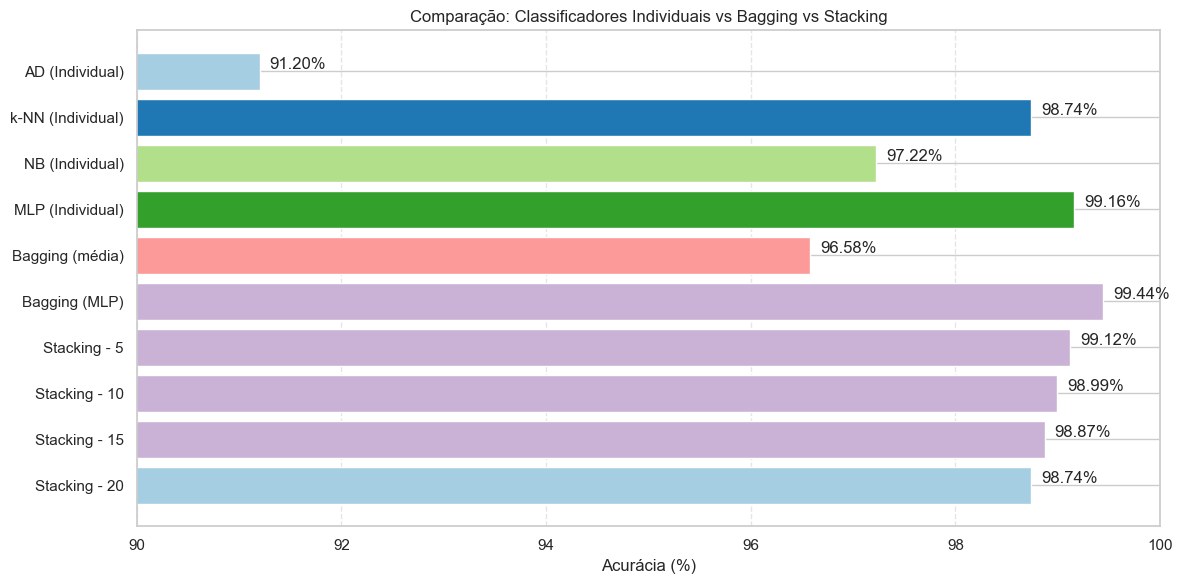 Comparação: Classificadores Individuais vs Bagging vs Stacking
AD (Individual) 91.20%
k-NN (Individual) 98.74%
NB (Individual) 97.22%
MLP (Individual) 99.16%
Bagging (média) 96.58%
Bagging (MLP) 99.44%
Stacking - 5 99.12%
Stacking - 10 98.99%
Stacking - 15 98.87%
Stacking - 20 98.74%
90 92 94 96 98 100
Acurácia (%)